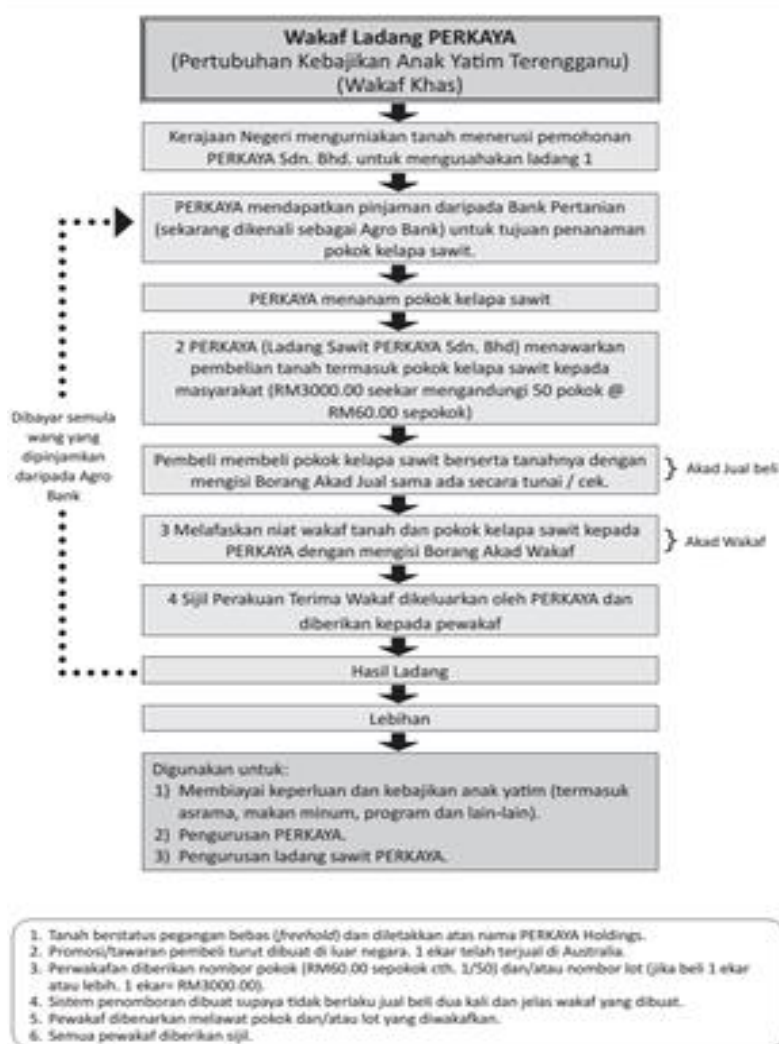 Wakaf Ladang PERKAYA
(Pertubuhan Kebajikan Anak Yatim Terengganu)
(Wakaf Khas)
Kerajaan Negeri mengurniakan tanah menerusi pemohonan
PERKAYA Sdn. Bhd. untuk mengusahakan ladang 1
PERKAYA mendapatkan pinjaman daripada Bank Pertanian
(sekarang dikenali sebagai Agro Bank) untuk tujuan penanaman
pokok kelapa sawit.
PERKAYA menanam pokok kelapa sawit
2 PERKAYA (Ladang Sawit PERKAYA Sdn. Bhd) menawarkan
pembelian tanah termasuk pokok kelapa sawit kepada
masyarakat (RM3000.00 seekar mengandungi 50 pokok @
RM60.00 sepokok)
Dibayar semula
wang yang
dipinjamkan
daripada Agro
Bank
Pembeli membeli pokok kelapa sawit berserta tanahnya dengan
mengisi Borang Akad Jual sama ada secara tunai / cek.
} Akad Jual beli
3 Melafaskan niat wakaf tanah dan pokok kelapa sawit kepada
PERKAYA dengan mengisi Borang Akad Wakaf
} Akad Wakaf
4 Sijil Perakuan Terima Wakaf dikeluarkan oleh PERKAYA dan
diberikan kepada pewakaf
Hasil Ladang
Lebihan
Digunakan untuk:
1) Membiayai keperluan dan kebajikan anak yatim (termasuk
asrama, makan minum, program dan lain-lain).
2) Pengurusan PERKAYA.
3) Pengurusan ladang sawit PERKAYA.
1. Tanah berstatus pegangan bebas (freehold) dan diletakkan atas nama PERKAYA Holdings.
2. Promosi/tawaran pembeli turut dibuat di luar negara. 1 ekar telah terjual di Australia.
3. Perwakafan diberikan nombor pokok (RM60.00 sepokok cth. 1/50) dan/atau nombor lot (jika beli 1 ekar
atau lebih. 1 ekar= RM3000.00).
4. Sistem penomboran dibuat supaya tidak berlaku jual beli dua kali dan jelas wakaf yang dibuat.
5. Pewakaf dibenarkan melawat pokok dan/atau lot yang diwakafkan.
6. Semua pewakaf diberikan sijil.